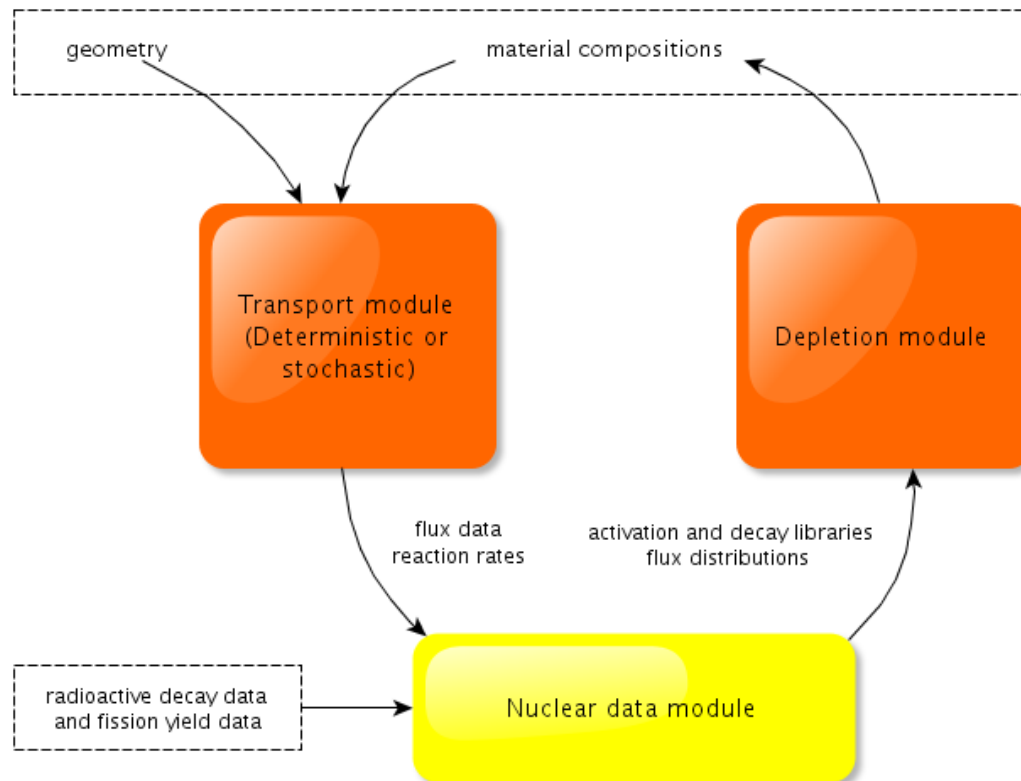 geometry
material compositions
Transport module
(Deterministic or
stochastic)
Depletion module
flux data
reaction rates
activation and decay libraries
flux distributions
radioactive decay data
and fission yield data
Nuclear data module